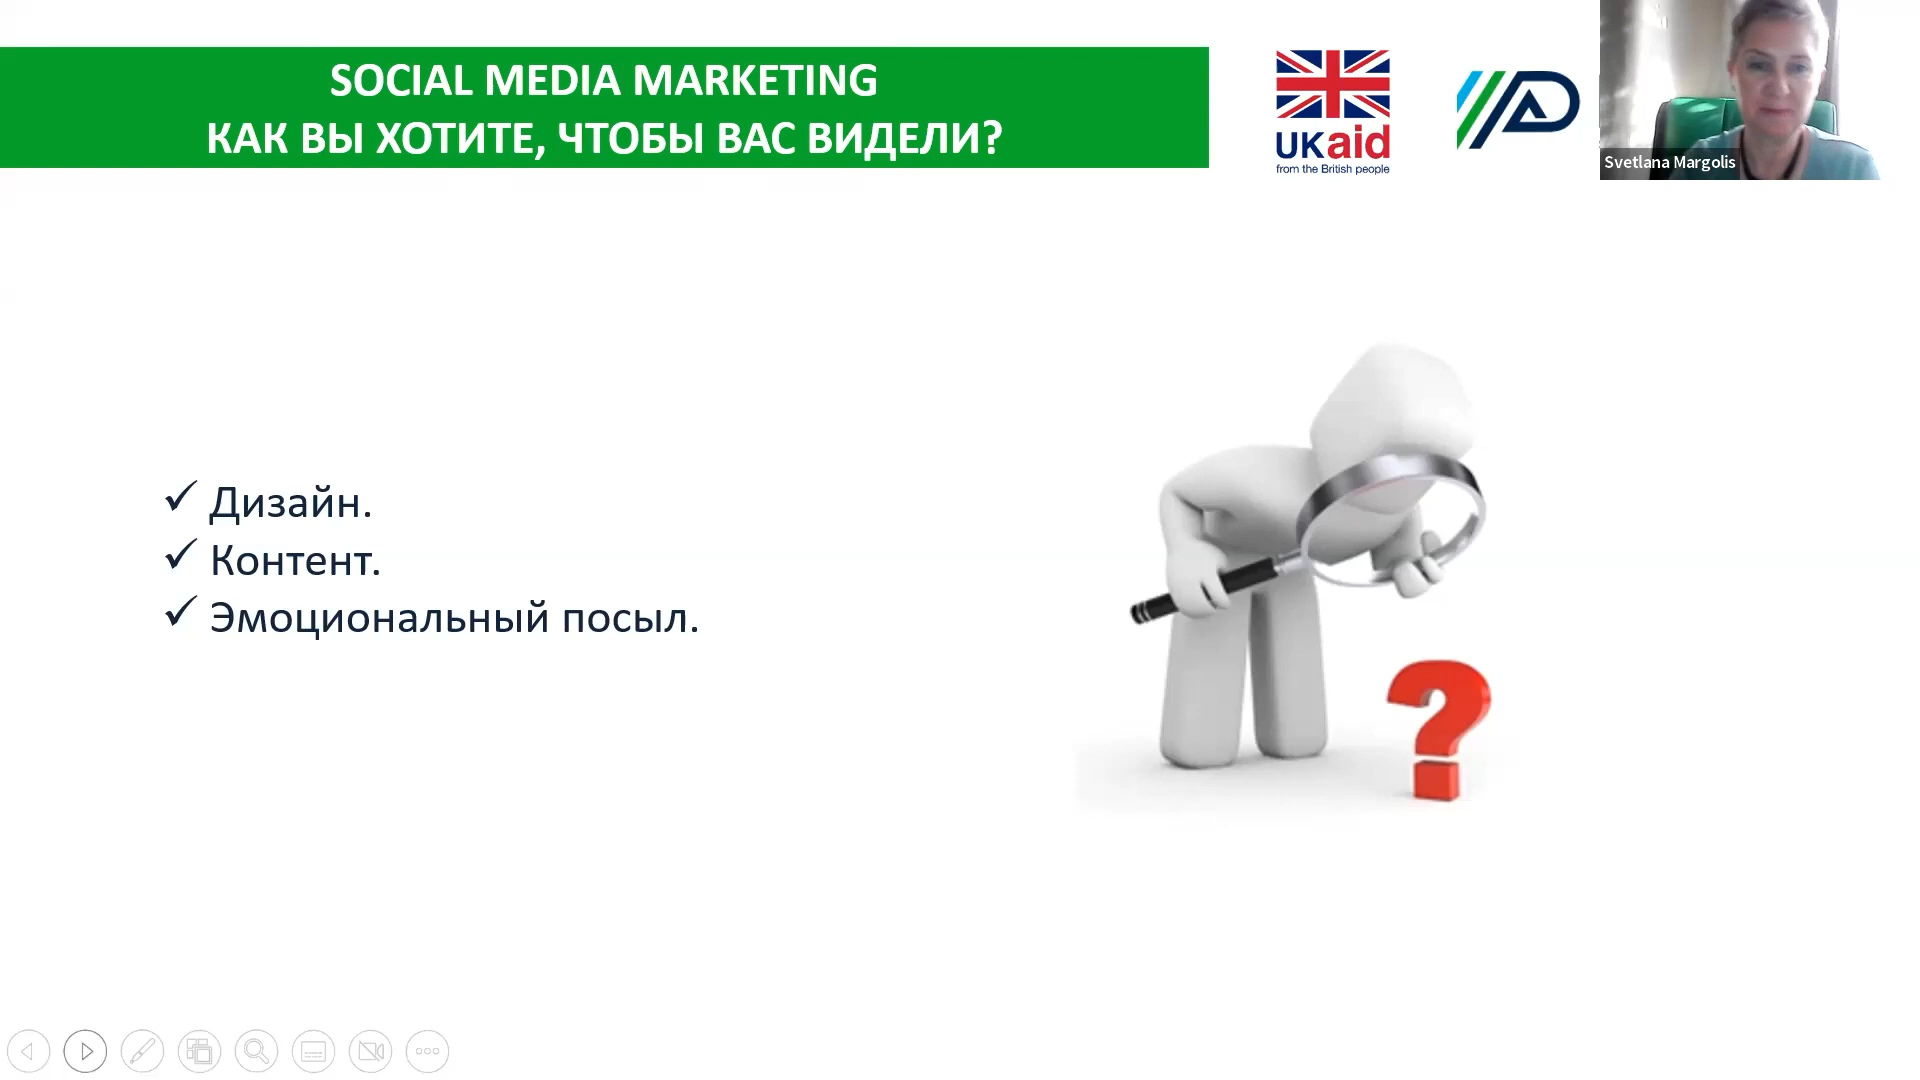 SOCIAL MEDIA MARKETING
КАК ВЫ ХОТИТЕ, ЧТОБЫ ВАС ВИДЕЛИ?
UKaid
from the British people
Svetlana Margolis
Дизайн.
Контент.
Эмоциональный посыл.
?